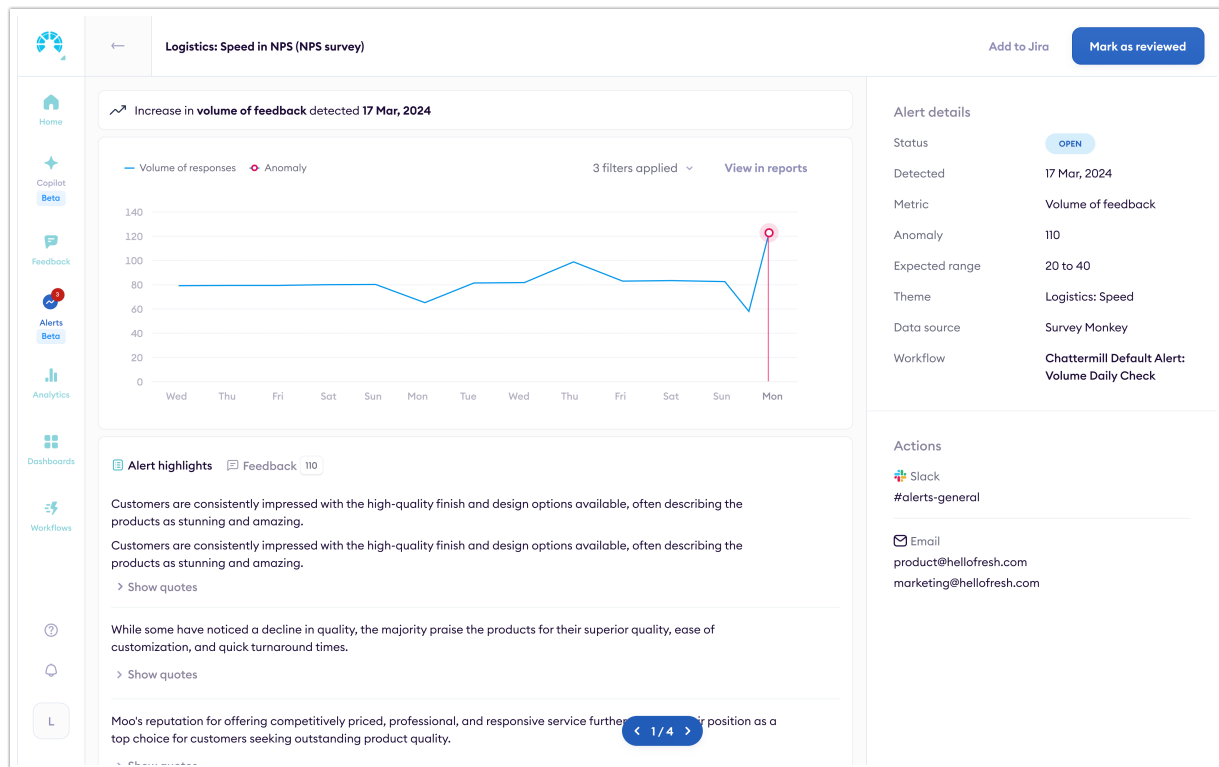 Logistics: Speed in NPS (NPS survey)
Add to Jira
Mark as reviewed
Home
Copilot
Beta
Feedback
3
Alerts
Beta
Analytics
Dashboards
Workflows
L
Increase in volume of feedback detected 17 Mar, 2024
Volume of responses
Anomaly
3 filters applied
View in reports
140
120
100
80
60
40
20
0
Wed Thu Fri Sat Sun Mon Tue Wed Thu Fri Sat Sun Mon
Alert highlights
Feedback 110
Customers are consistently impressed with the high-quality finish and design options available, often describing the
products as stunning and amazing.
Customers are consistently impressed with the high-quality finish and design options available, often describing the
products as stunning and amazing.
Show quotes
While some have noticed a decline in quality, the majority praise the products for their superior quality, ease of
customization, and quick turnaround times.
Show quotes
Moo's reputation for offering competitively priced, professional, and responsive service further position as a
top choice for customers seeking outstanding product quality.
1 / 4
Show quotes
Alert details
Status OPEN
Detected 17 Mar, 2024
Metric Volume of feedback
Anomaly 110
Expected range 20 to 40
Theme Logistics: Speed
Data source Survey Monkey
Workflow Chattermill Default Alert:
Volume Daily Check
Actions
Slack
#alerts-general
Email
product@hellofresh.com
marketing@hellofresh.com